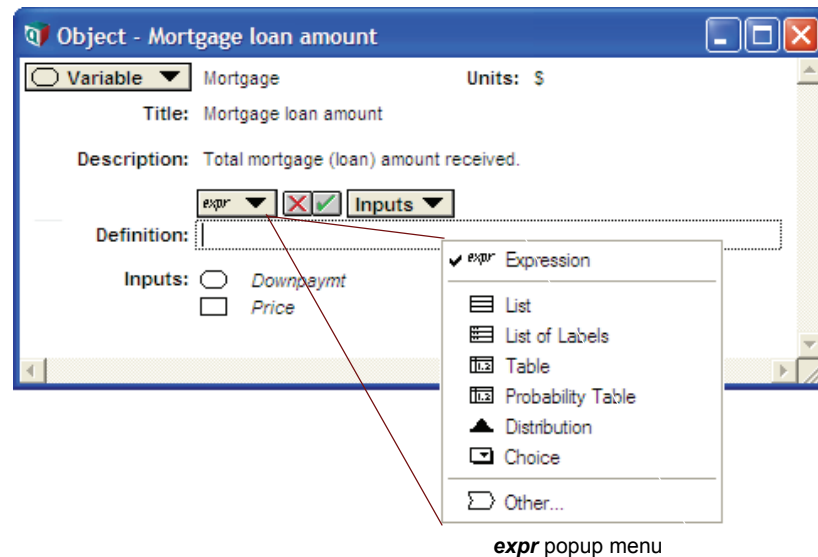 Object - Mortgage loan amount
Variable Mortgage Units: $
Title: Mortgage loan amount
Description: Total mortgage (loan) amount received.
expr Inputs
Definition:
Inputs: Downpaymt
Price
expr Expression
List
List of Labels
Table
Probability Table
Distribution
Choice
Other...
expr popup menu